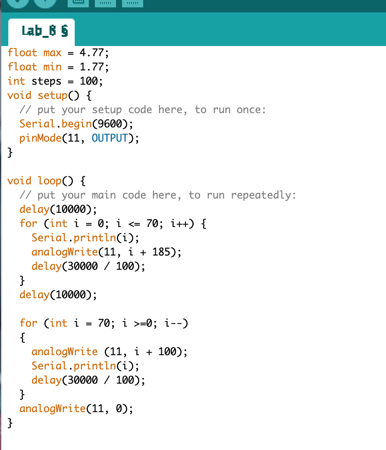 Lab_8 §
float max = 4.77;
float min = 1.77;
int steps = 100;
void setup() {
  // put your setup code here, to run once:
  Serial.begin(9600);
  pinMode(11, OUTPUT);
}

void loop() {
  // put your main code here, to run repeatedly:
  delay(10000);
  for (int i = 0; i <= 70; i++) {
    Serial.println(i);
    analogWrite(11, i + 185);
    delay(30000 / 100);
  }
  delay(10000);

  for (int i = 70; i >=0; i--)
  {
    analogWrite (11, i + 100);
    Serial.println(i);
    delay(30000 / 100);
  }
  analogWrite(11, 0);
}